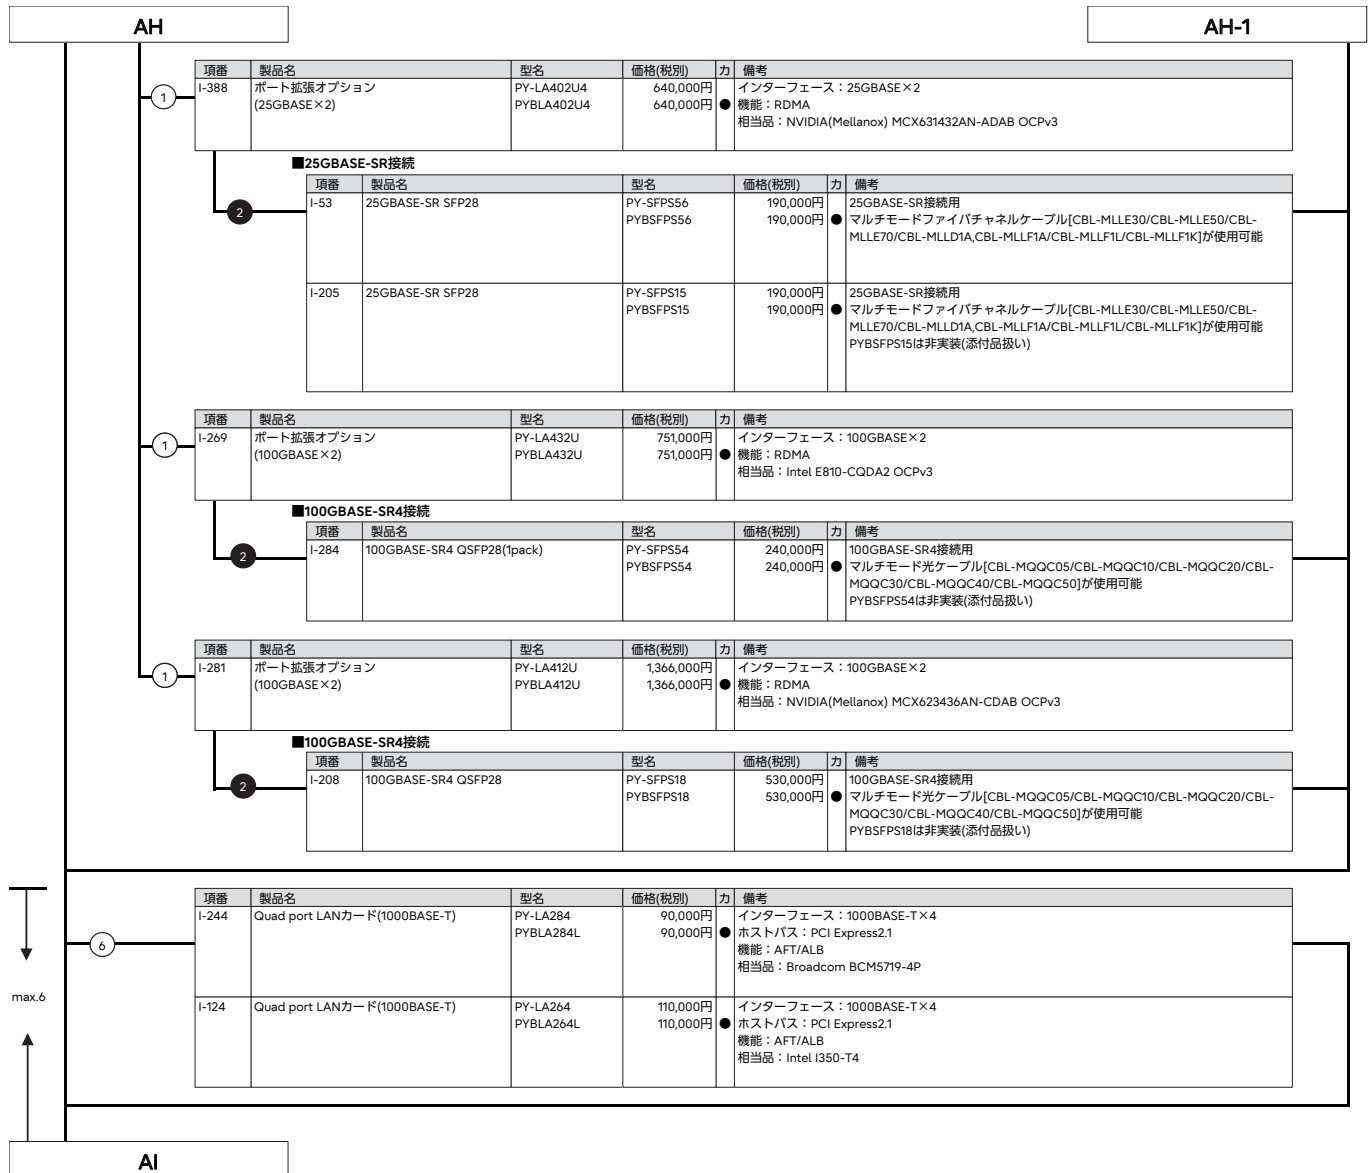 AH
AH-1
項番 製品名 型名 価格(税別) カ 備考
1
I-388 ポート拡張オプション PY-LA402U4 640,000円 インターフェース：25GBASE×2
(25GBASE×2) PYBLA402U4 640,000円 ● 機能：RDMA
相当品：NVIDIA(Mellanox) MCX631432AN-ADAB OCPv3
■25GBASE-SR接続
項番 製品名 型名 価格(税別) カ 備考
2
I-53 25GBASE-SR SFP28 PY-SFPS56 190,000円 25GBASE-SR接続用
PYBSFPS56 190,000円 ● マルチモードファイバチャネルケーブル[CBL-MLLE30/CBL-MLLE50/CBL-
MLLE70/CBL-MLLD1A,CBL-MLLF1A/CBL-MLLF1L/CBL-MLLF1K]が使用可能
I-205 25GBASE-SR SFP28 PY-SFPS15 190,000円 25GBASE-SR接続用
PYBSFPS15 190,000円 ● マルチモードファイバチャネルケーブル[CBL-MLLE30/CBL-MLLE50/CBL-
MLLE70/CBL-MLLD1A,CBL-MLLF1A/CBL-MLLF1L/CBL-MLLF1K]が使用可能
PYBSFPS15は非実装(添付品扱い)
項番 製品名 型名 価格(税別) カ 備考
1
I-269 ポート拡張オプション PY-LA432U 751,000円 インターフェース：100GBASE×2
(100GBASE×2) PYBLA432U 751,000円 ● 機能：RDMA
相当品：Intel E810-CQDA2 OCPv3
■100GBASE-SR4接続
項番 製品名 型名 価格(税別) カ 備考
2
I-284 100GBASE-SR4 QSFP28(1pack) PY-SFPS54 240,000円 100GBASE-SR4接続用
PYBSFPS54 240,000円 ● マルチモード光ケーブル[CBL-MQQC05/CBL-MQQC10/CBL-MQQC20/CBL-
MQQC30/CBL-MQQC40/CBL-MQQC50]が使用可能
PYBSFPS54は非実装(添付品扱い)
項番 製品名 型名 価格(税別) カ 備考
1
I-281 ポート拡張オプション PY-LA412U 1,366,000円 インターフェース：100GBASE×2
(100GBASE×2) PYBLA412U 1,366,000円 ● 機能：RDMA
相当品：NVIDIA(Mellanox) MCX623436AN-CDAB OCPv3
■100GBASE-SR4接続
項番 製品名 型名 価格(税別) カ 備考
2
I-208 100GBASE-SR4 QSFP28 PY-SFPS18 530,000円 100GBASE-SR4接続用
PYBSFPS18 530,000円 ● マルチモード光ケーブル[CBL-MQQC05/CBL-MQQC10/CBL-MQQC20/CBL-
MQQC30/CBL-MQQC40/CBL-MQQC50]が使用可能
PYBSFPS18は非実装(添付品扱い)
項番 製品名 型名 価格(税別) カ 備考
I-244 Quad port LANカード(1000BASE-T) PY-LA284 90,000円 インターフェース：1000BASE-T×4
PYBLA284L 90,000円 ● ホストバス：PCI Express2.1
6
機能：AFT/ALB
相当品：Broadcom BCM5719-4P
max.6
I-124 Quad port LANカード(1000BASE-T) PY-LA264 110,000円 インターフェース：1000BASE-T×4
PYBLA264L 110,000円 ● ホストバス：PCI Express2.1
機能：AFT/ALB
相当品：Intel I350-T4
AI